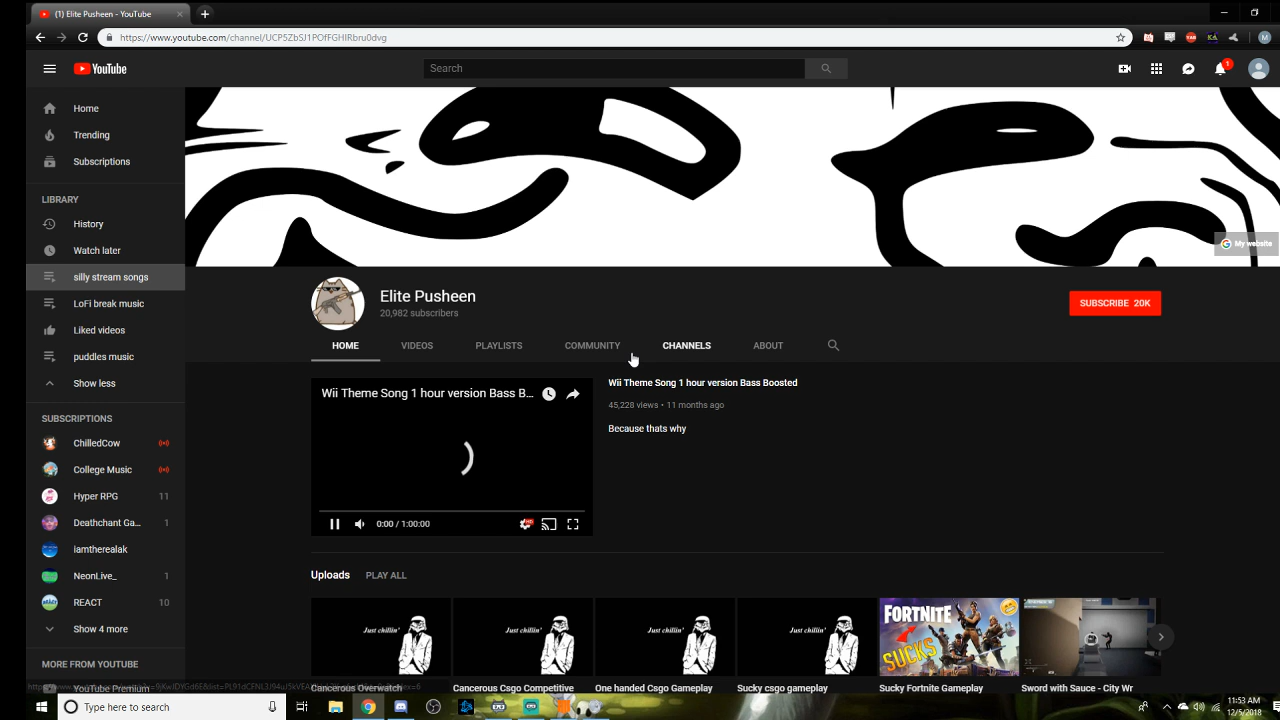 (1) Elite Pusheen - YouTube
https://www.youtube.com/channel/UCP5ZbSJ1POfFGHIRbru0dvg
YouTube
Search
1
Home
Trending
Subscriptions
LIBRARY
History
Watch later
silly stream songs
LoFi break music
Liked videos
puddles music
Show less
SUBSCRIPTIONS
ChilledCow
College Music
Hyper RPG 11
Deathchant Ga... 1
Iamtherealak
NeonLive_ 1
REACT 10
Show 4 more
MORE FROM YOUTUBE
YouTube Premium
My website
Elite Pusheen
20,982 subscribers
SUBSCRIBE 20K
HOME VIDEOS PLAYLISTS COMMUNITY CHANNELS ABOUT
Wii Theme Song 1 hour version Bass B...
HD
0:00 / 1:00:00
Wii Theme Song 1 hour version Bass Boosted
45,228 views • 11 months ago
Because thats why
Uploads PLAY ALL
Just chillin'
Just chillin'
Just chillin'
Just chillin'
FORTNITE
SUCKS
Cancerous Overwatch
Cancerous Csgo Competitive
One handed Csgo Gameplay
Sucky csgo gameplay
Sucky Fortnite Gameplay
Sword with Sauce - City Wr
Type here to search
11:53 AM
12/5/2018